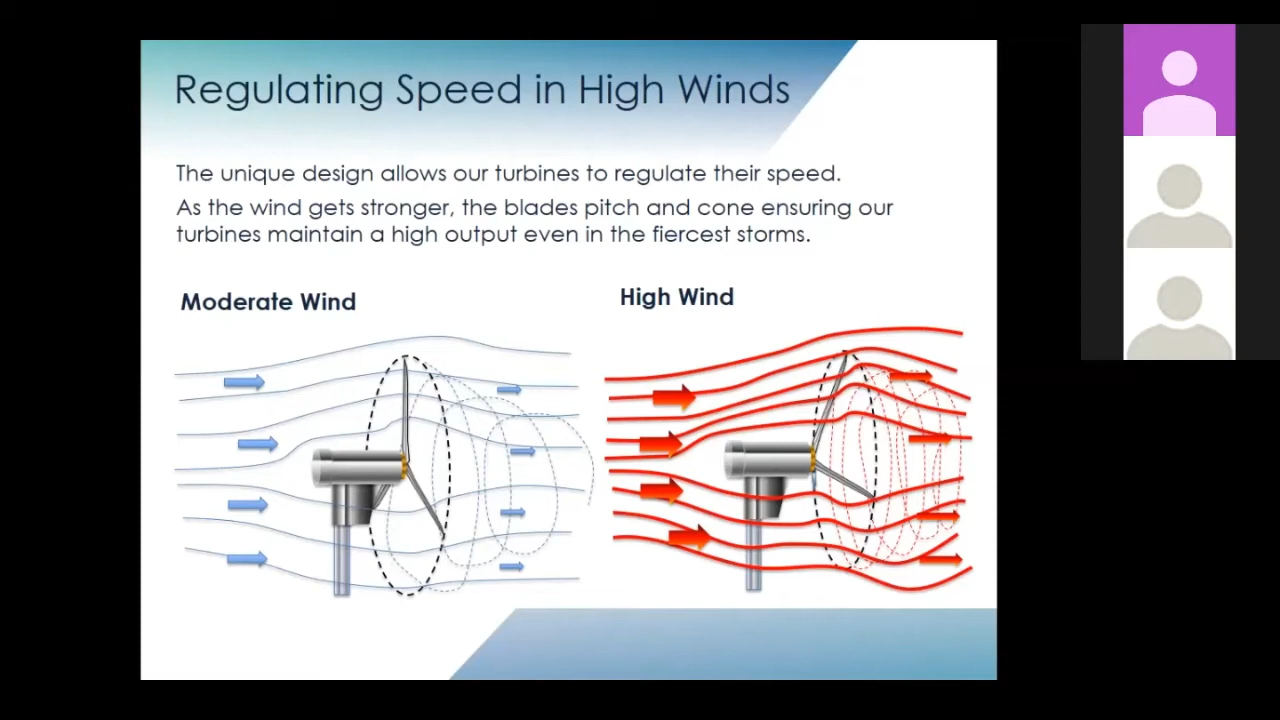 Regulating Speed in High Winds
The unique design allows our turbines to regulate their speed.
As the wind gets stronger, the blades pitch and cone ensuring our
turbines maintain a high output even in the fiercest storms.
Moderate Wind
High Wind